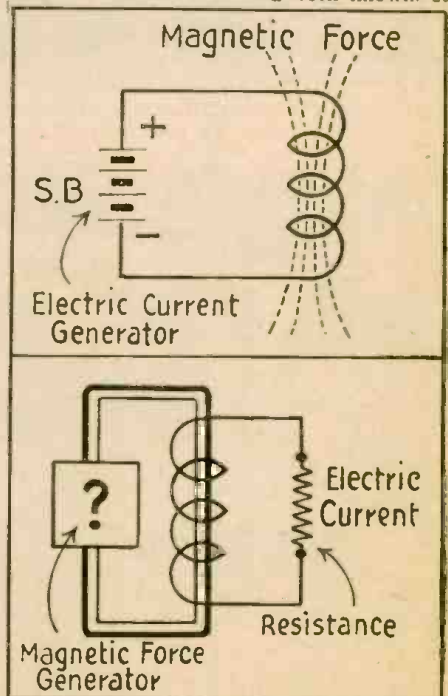 Magnetic Force
+
S.B
−
Electric Current
Generator
?
Electric
Current
Resistance
Magnetic Force
Generator